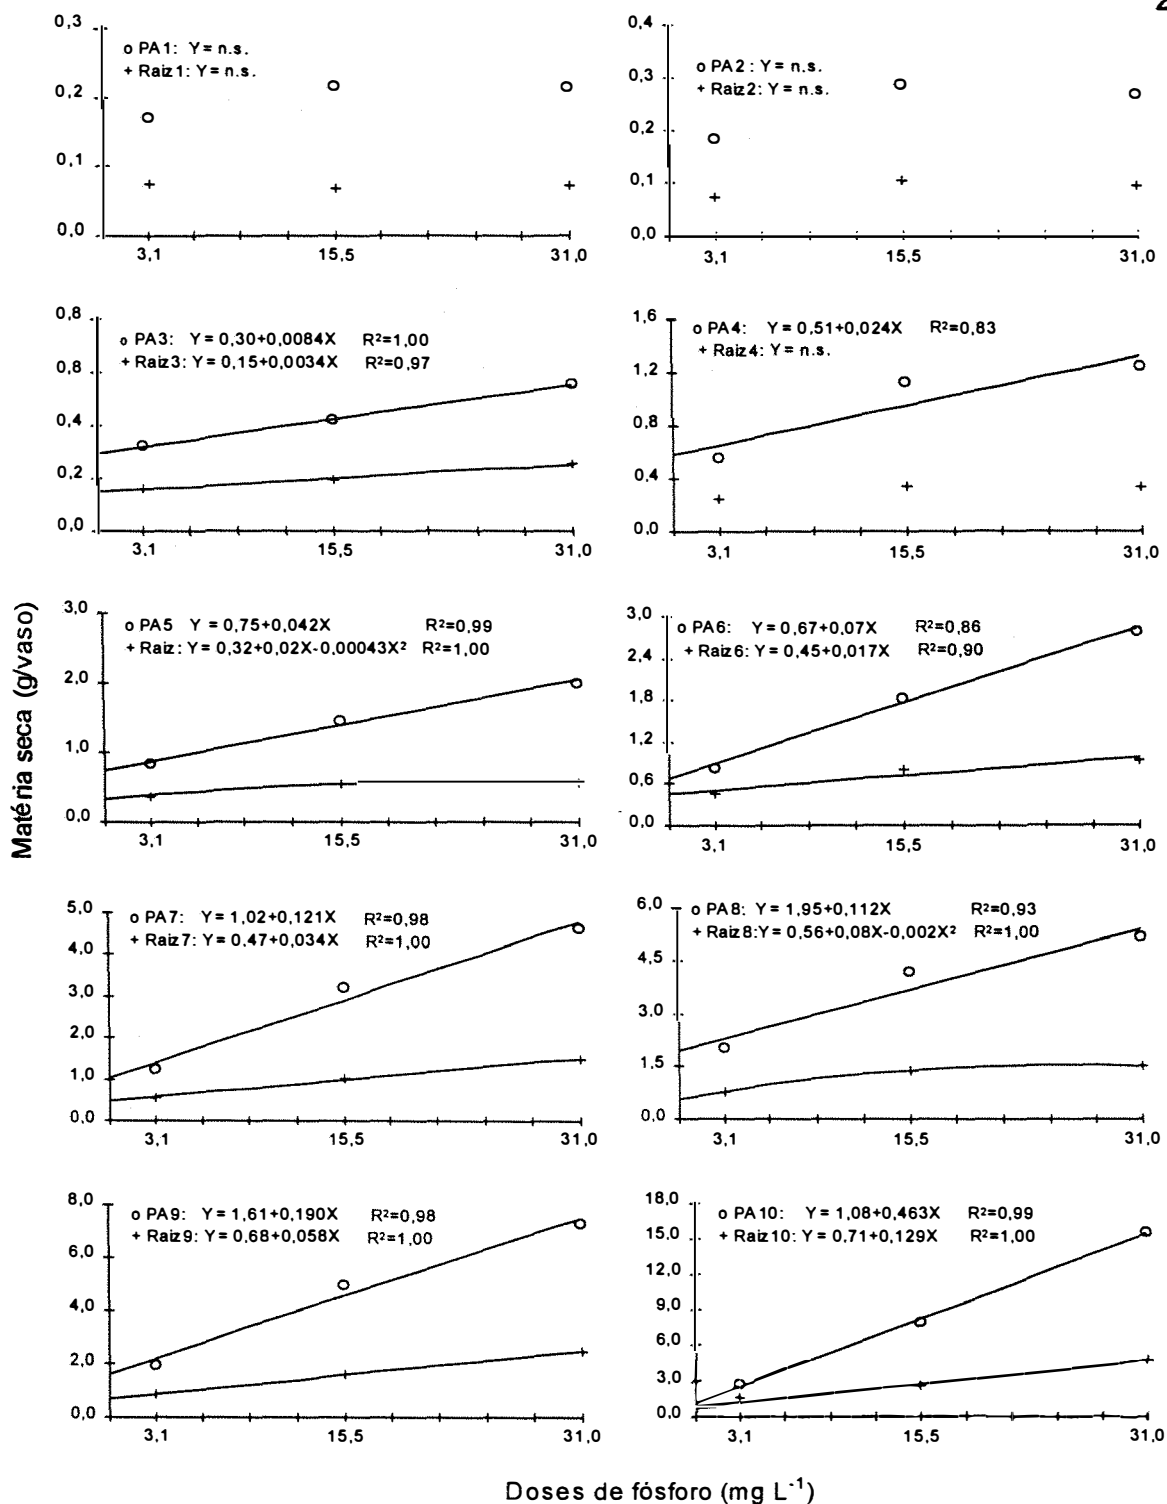 2
0,3
o PA1: Y = n.s.
+ Raiz1: Y = n.s.
0,2
0,1
0,0
3,1 15,5 31,0
0,4
o PA2: Y = n.s.
+ Raiz2: Y = n.s.
0,3
0,2
0,1
0,0
3,1 15,5 31,0
0,8
o PA3: Y = 0,30+0,0084X R²=1,00
+ Raiz3: Y = 0,15+0,0034X R²=0,97
0,6
0,4
0,2
0,0
3,1 15,5 31,0
1,6
o PA4: Y = 0,51+0,024X R²=0,83
+ Raiz4: Y = n.s.
1,2
0,8
0,4
0,0
3,1 15,5 31,0
Matéria seca (g/vaso)
3,0
o PA5 Y = 0,75+0,042X R²=0,99
+ Raiz: Y = 0,32+0,02X-0,00043X² R²=1,00
2,0
1,0
0,0
3,1 15,5 31,0
3,0
o PA6: Y = 0,67+0,07X R²=0,86
+ Raiz6: Y = 0,45+0,017X R²=0,90
2,4
1,8
1,2
0,6
0,0
3,1 15,5 31,0
5,0
o PA7: Y = 1,02+0,121X R²=0,98
+ Raiz7: Y = 0,47+0,034X R²=1,00
4,0
3,0
2,0
1,0
0,0
3,1 15,5 31,0
6,0
o PA8: Y = 1,95+0,112X R²=0,93
+ Raiz8:Y = 0,56+0,08X-0,002X² R²=1,00
4,5
3,0
1,5
0,0
3,1 15,5 31,0
8,0
o PA9: Y = 1,61+0,190X R²=0,98
+ Raiz9: Y = 0,68+0,058X R²=1,00
6,0
4,0
2,0
0,0
3,1 15,5 31,0
18,0
o PA10: Y = 1,08+0,463X R²=0,99
+ Raiz10: Y = 0,71+0,129X R²=1,00
15,0
12,0
9,0
6,0
3,0
0,0
3,1 15,5 31,0
Doses de fósforo (mg L⁻¹)